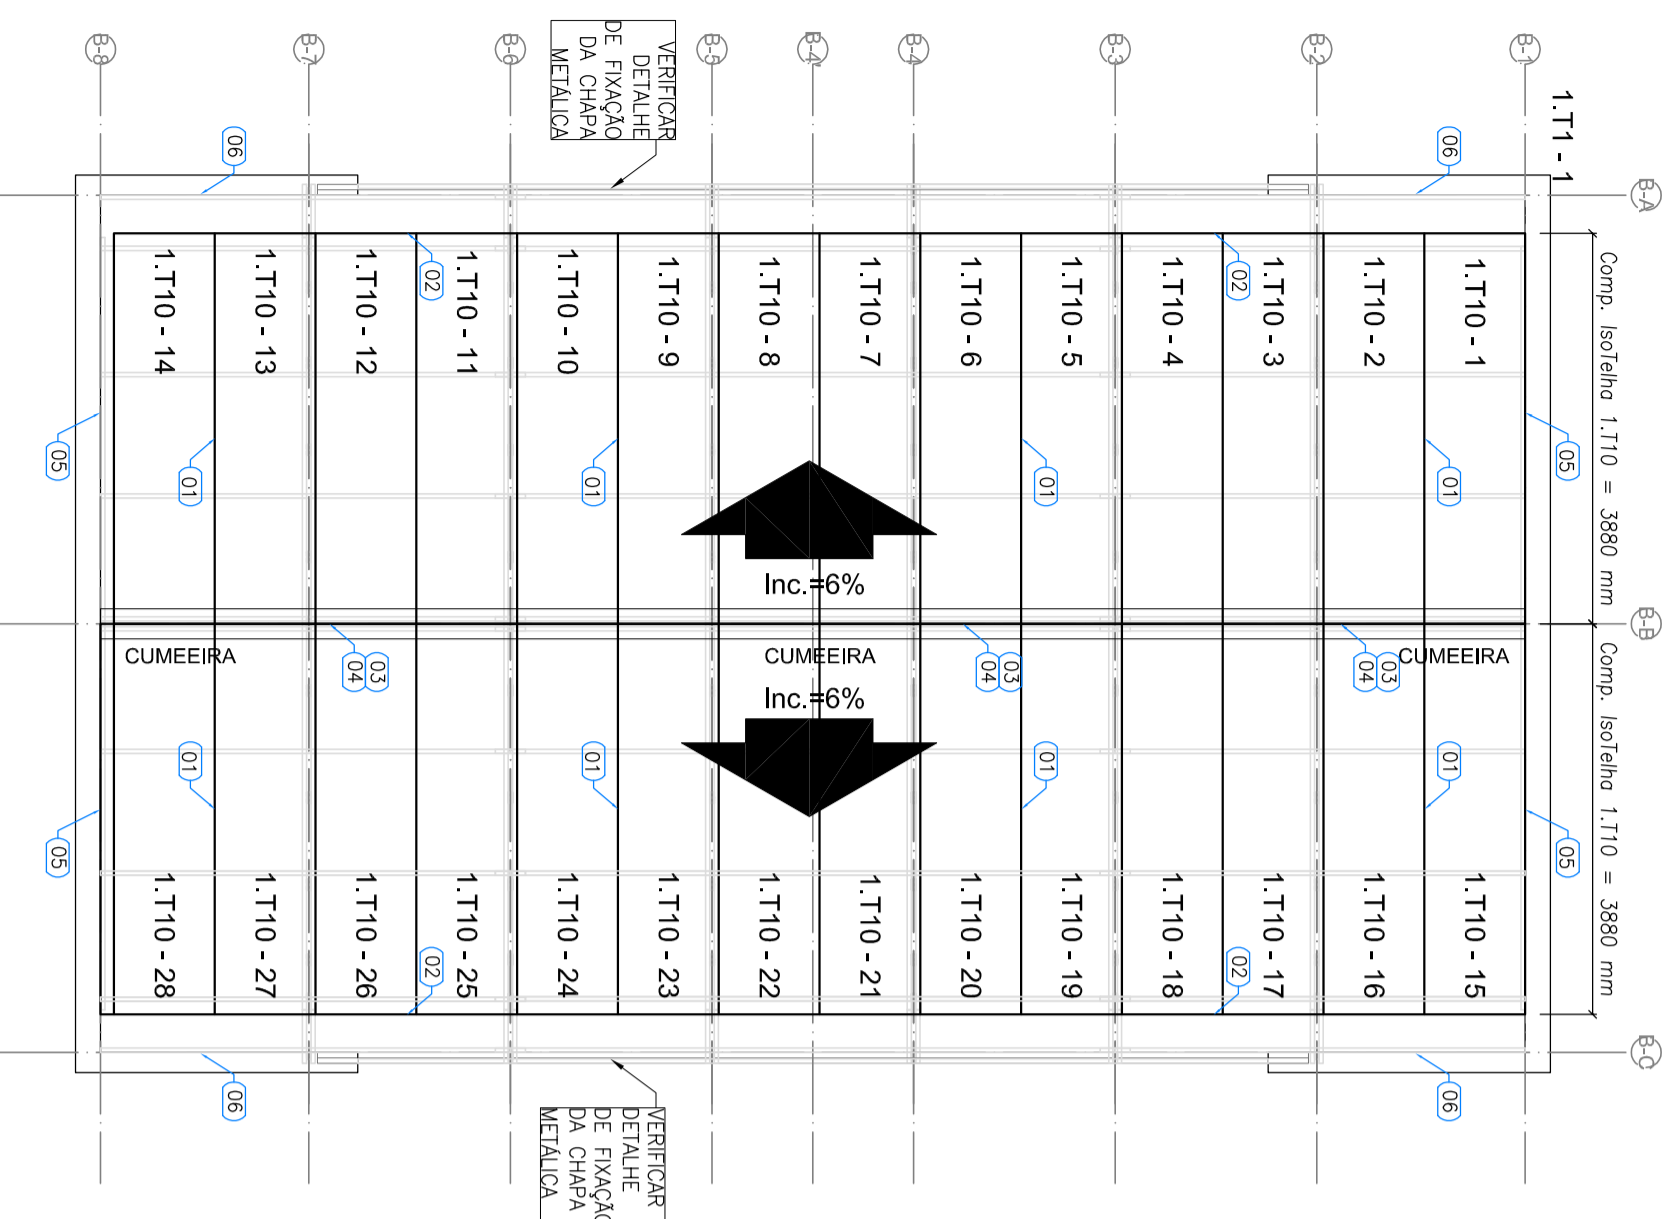 B-8
B-7
B-6
B-5
B-4'
B-4
B-3
B-2
B-1
VERIFICAR
DETALHE
DE FIXAÇÃO
DA CHAPA
METÁLICA
1.T1 - 1
06
06
B-A
1.T10 - 14
1.T10 - 13
1.T10 - 12
1.T10 - 11
1.T10 - 10
1.T10 - 9
1.T10 - 8
1.T10 - 7
1.T10 - 6
1.T10 - 5
1.T10 - 4
1.T10 - 3
1.T10 - 2
1.T10 - 1
02
02
Comp. IsoTelha 1.T10 = 3880 mm
05
01
01
01
01
05
Inc.=6%
B-B
CUMEEIRA
CUMEEIRA
CUMEEIRA
04
03
04
03
04
03
Inc.=6%
Comp. IsoTelha 1.T10 = 3880 mm
01
01
01
01
05
05
1.T10 - 28
1.T10 - 27
1.T10 - 26
1.T10 - 25
1.T10 - 24
1.T10 - 23
1.T10 - 22
1.T10 - 21
1.T10 - 20
1.T10 - 19
1.T10 - 18
1.T10 - 17
1.T10 - 16
1.T10 - 15
02
02
B-C
06
06
VERIFICAR
DETALHE
DE FIXAÇÃO
DA CHAPA
METÁLICA